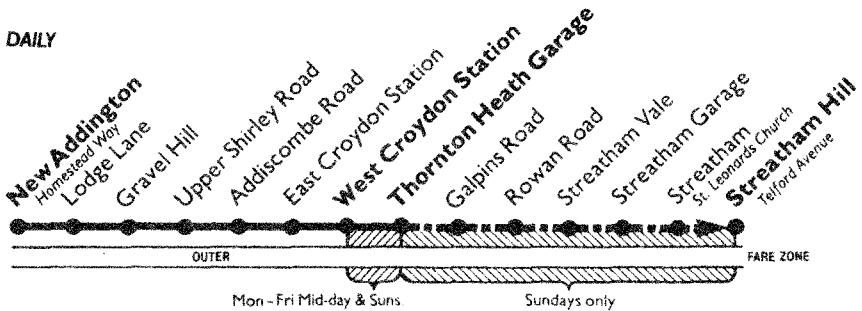 DAILY
New Addington
Homestead Way
Lodge Lane
Gravel Hill
Upper Shirley Road
Addiscombe Road
East Croydon Station
West Croydon Station
Thornton Heath Garage
Galpins Road
Rowan Road
Streatham Vale
Streatham Garage
Streatham
St. Leonards Church
Streatham Hill
Telford Avenue
OUTER
FARE ZONE
Mon-Fri Mid-day & Suns.
Sundays only